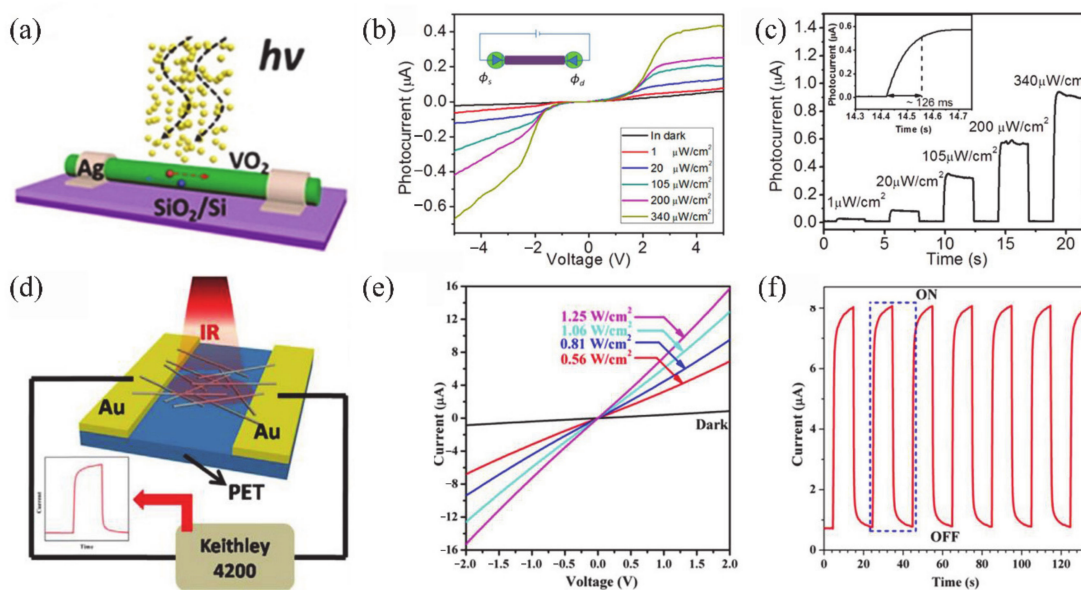 (a)
hν
Ag
VO2
SiO2/Si
(b)
Photocurrent (μA)
0.4
0.2
0.0
-0.2
-0.4
-0.6
ϕs
ϕd
In dark
1 μW/cm2
20 μW/cm2
105 μW/cm2
200 μW/cm2
340 μW/cm2
-4
-2
0
2
4
Voltage (V)
(c)
Photocurrent (μA)
1.4
1.2
1.0
0.8
0.6
0.4
0.2
0.0
Photocurrent (μA)
0.6
0.4
0.2
0.0
~ 126 ms
14.3 14.4 14.5 14.6 14.7
Time (s)
340μW/cm2
200 μW/cm2
105μW/cm2
20μW/cm2
1μW/cm2
0 5 10 15 20
Time (s)
(d)
IR
Au
Au
PET
Current
Time
Keithley
4200
(e)
Current (μA)
16
12
8
4
0
-4
-8
-12
-16
1.25 W/cm2
1.06 W/cm2
0.81 W/cm2
0.56 W/cm2
Dark
-2.0 -1.5 -1.0 -0.5 0.0 0.5 1.0 1.5 2.0
Voltage (V)
(f)
Current (μA)
8
6
4
2
0
ON
OFF
0 20 40 60 80 100 120
Time (s)